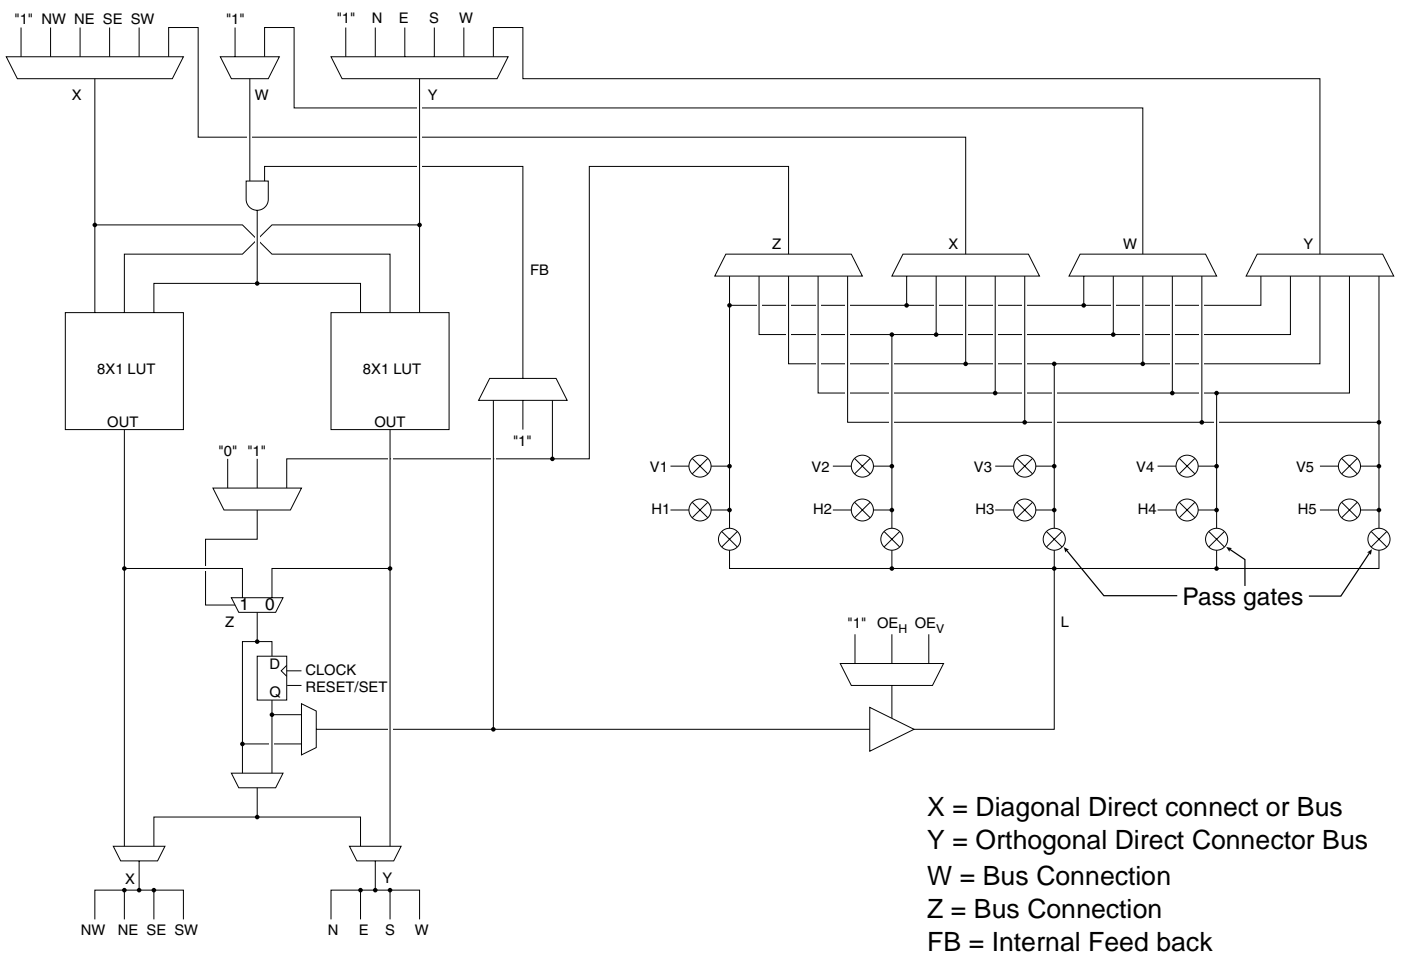 "1" NW NE SE SW
"1"
"1" N E S W
X
W
Y
Z
X
W
Y
FB
8X1 LUT
8X1 LUT
OUT
OUT
"1"
"0" "1"
V1
V2
V3
V4
V5
H1
H2
H3
H4
H5
Pass gates
1 0
Z
"1" OEH OEV
L
D
CLOCK
RESET/SET
Q
X = Diagonal Direct connect or Bus
Y = Orthogonal Direct Connector Bus
W = Bus Connection
Z = Bus Connection
FB = Internal Feed back
X
Y
NW NE SE SW
N E S W